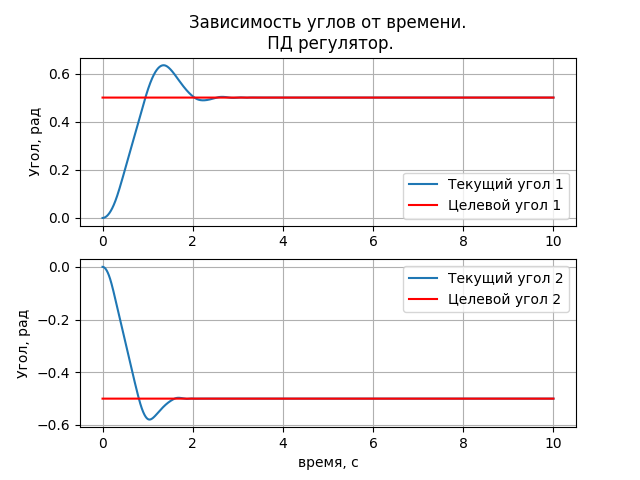 Зависимость углов от времени.
ПД регулятор.
Угол, рад
0.6
0.4
0.2
0.0
Текущий угол 1
Целевой угол 1
0 2 4 6 8 10
Угол, рад
0.0
−0.2
−0.4
−0.6
Текущий угол 2
Целевой угол 2
0 2 4 6 8 10
время, с